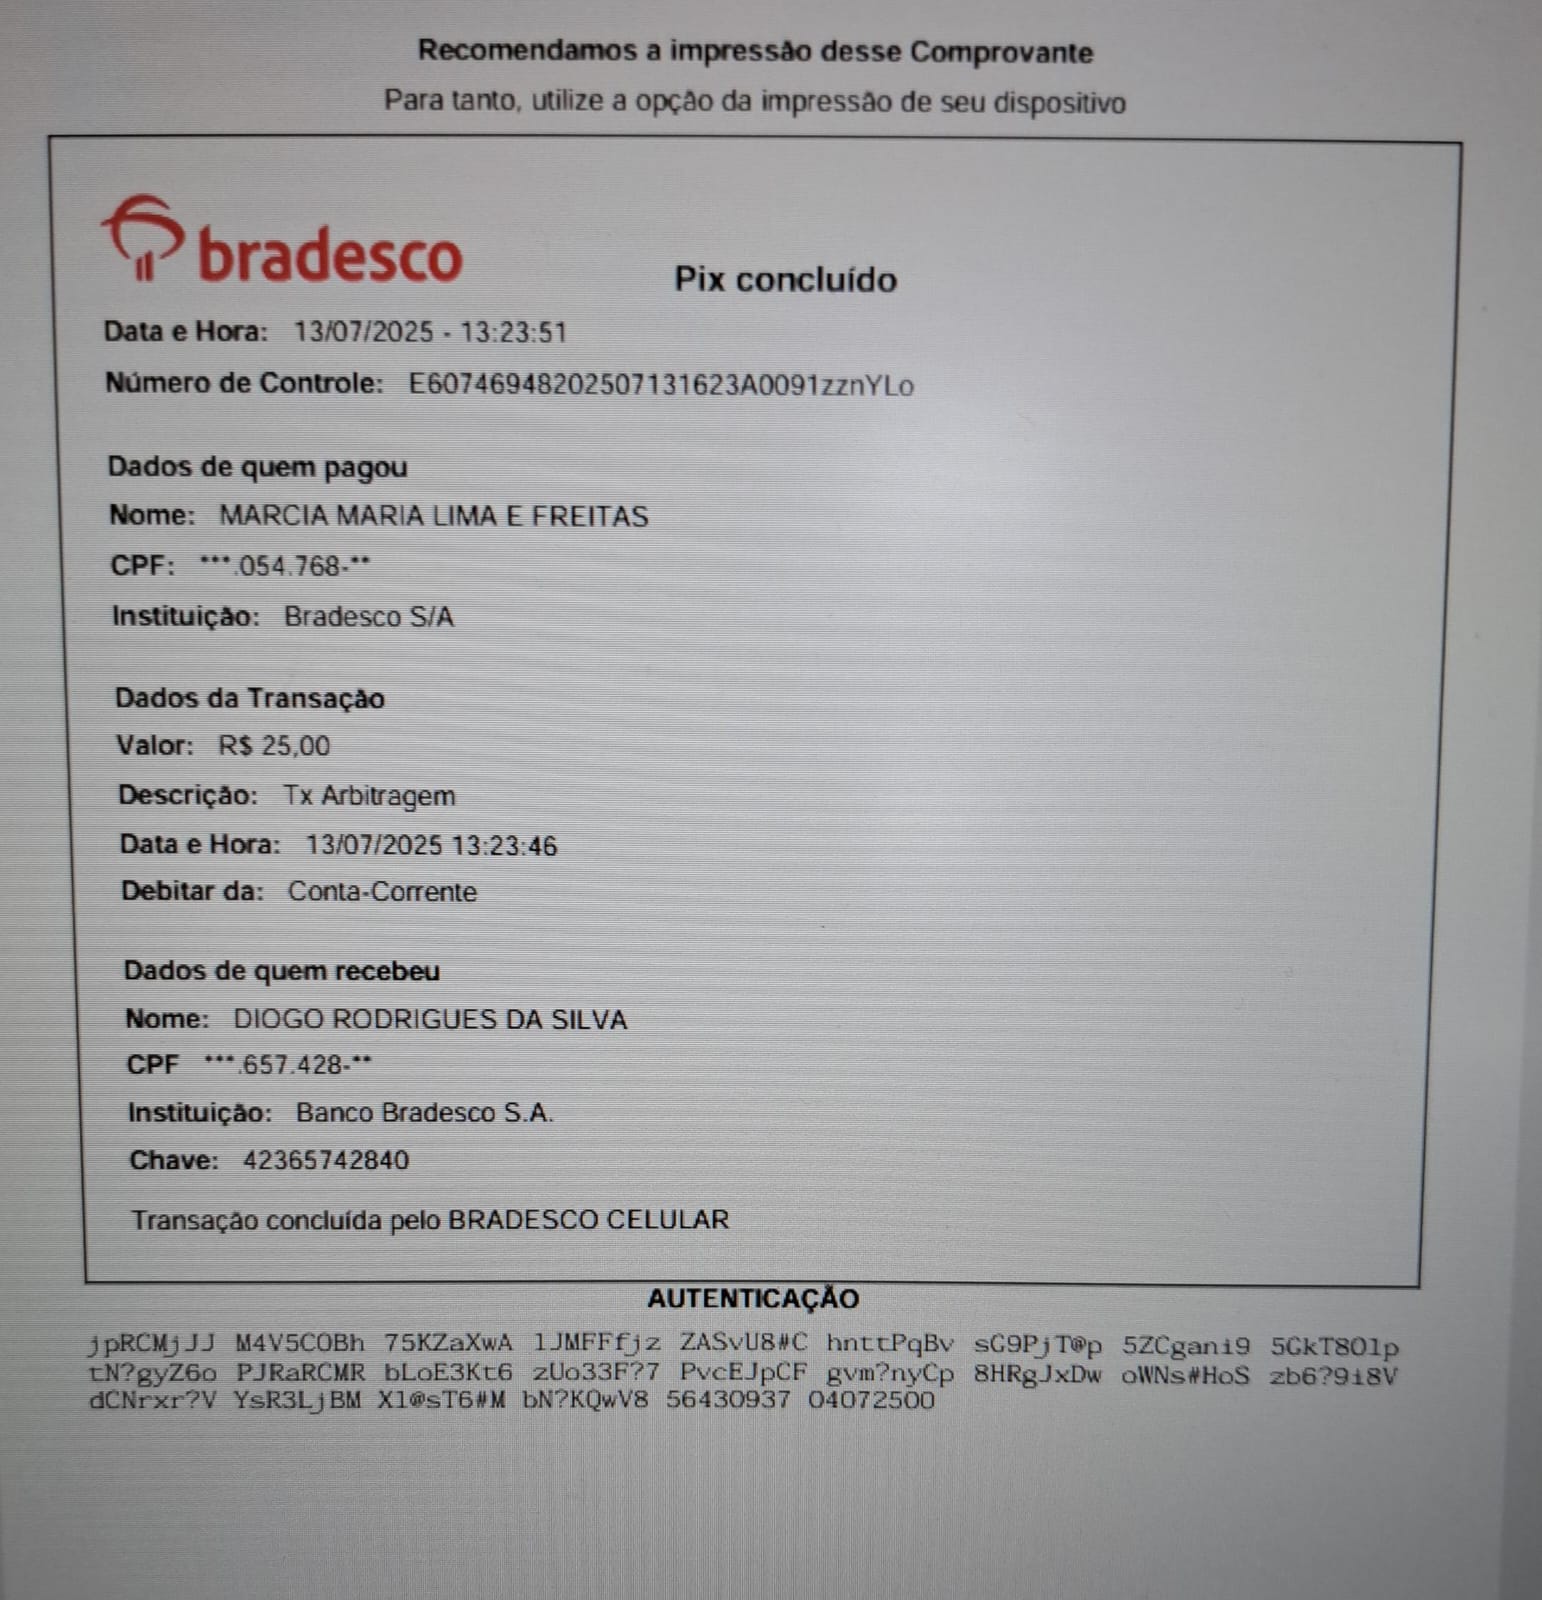 Recomendamos a impressão desse Comprovante
Para tanto, utilize a opção da impressão de seu dispositivo
bradesco
Pix concluído
Data e Hora: 13/07/2025 - 13:23:51
Número de Controle: E60746948202507131623A0091zznYLo
Dados de quem pagou
Nome: MARCIA MARIA LIMA E FREITAS
CPF: ***.054.768-**
Instituição: Bradesco S/A
Dados da Transação
Valor: R$ 25,00
Descrição: Tx Arbitragem
Data e Hora: 13/07/2025 13:23:46
Debitar da: Conta-Corrente
Dados de quem recebeu
Nome: DIOGO RODRIGUES DA SILVA
CPF ***.657.428-**
Instituição: Banco Bradesco S.A.
Chave: 42365742840
Transação concluída pelo BRADESCO CELULAR
AUTENTICAÇÃO
jpRCMjJJ M4V5COBh 75KZaXwA 1JMFFfjz ZASvU8#C hnttPqBv sG9PjT@p 5ZCgani9 5GkT8O1p
tN?gyZ6o PJRaRCMR bLoE3Kt6 zUo33F?7 PvcEJpCF gvm?nyCp 8HRgJxDw oWNs#HoS zb6?9i8V
dCNrxr?V YsR3LjBM Xl@sT6#M bN?KQwV8 56430937 04072500